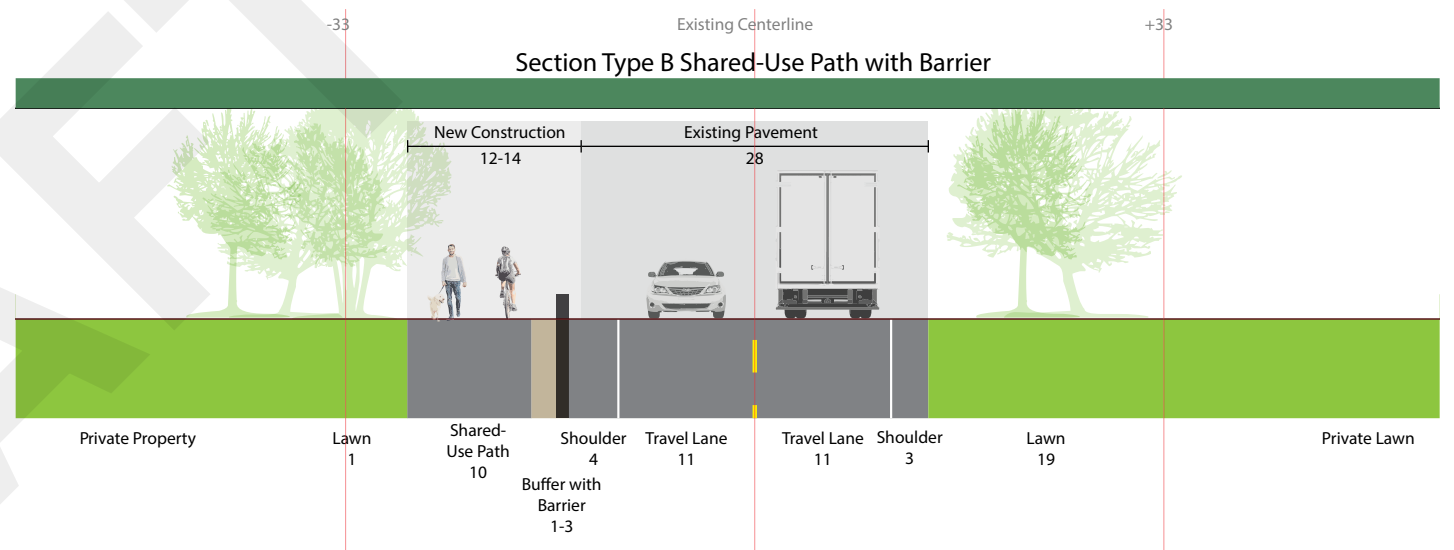 -33
Existing Centerline
+33
Section Type B Shared-Use Path with Barrier
New Construction
12-14
Existing Pavement
28
Private Property
Lawn
1
Shared-
Use Path
10
Buffer with
Barrier
1-3
Shoulder
4
Travel Lane
11
Travel Lane
11
Shoulder
3
Lawn
19
Private Lawn